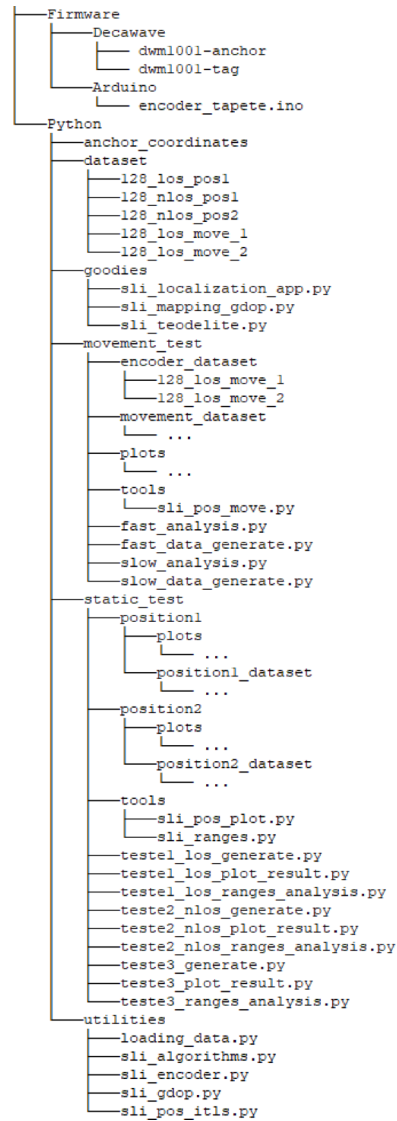 Firmware
Decawave
dwm1001-anchor
dwm1001-tag
Arduino
encoder_tapete.ino
Python
anchor_coordinates
dataset
128_los_pos1
128_nlos_pos1
128_nlos_pos2
128_los_move_1
128_los_move_2
goodies
sli_localization_app.py
sli_mapping_gdop.py
sli_teodelite.py
movement_test
encoder_dataset
128_los_move_1
128_los_move_2
movement_dataset
...
plots
...
tools
sli_pos_move.py
fast_analysis.py
fast_data_generate.py
slow_analysis.py
slow_data_generate.py
static_test
position1
plots
...
position1_dataset
...
position2
plots
...
position2_dataset
...
tools
sli_pos_plot.py
sli_ranges.py
teste1_los_generate.py
teste1_los_plot_result.py
teste1_los_ranges_analysis.py
teste2_nlos_generate.py
teste2_nlos_plot_result.py
teste2_nlos_ranges_analysis.py
teste3_generate.py
teste3_plot_result.py
teste3_ranges_analysis.py
utilities
loading_data.py
sli_algorithms.py
sli_encoder.py
sli_gdop.py
sli_pos_itls.py